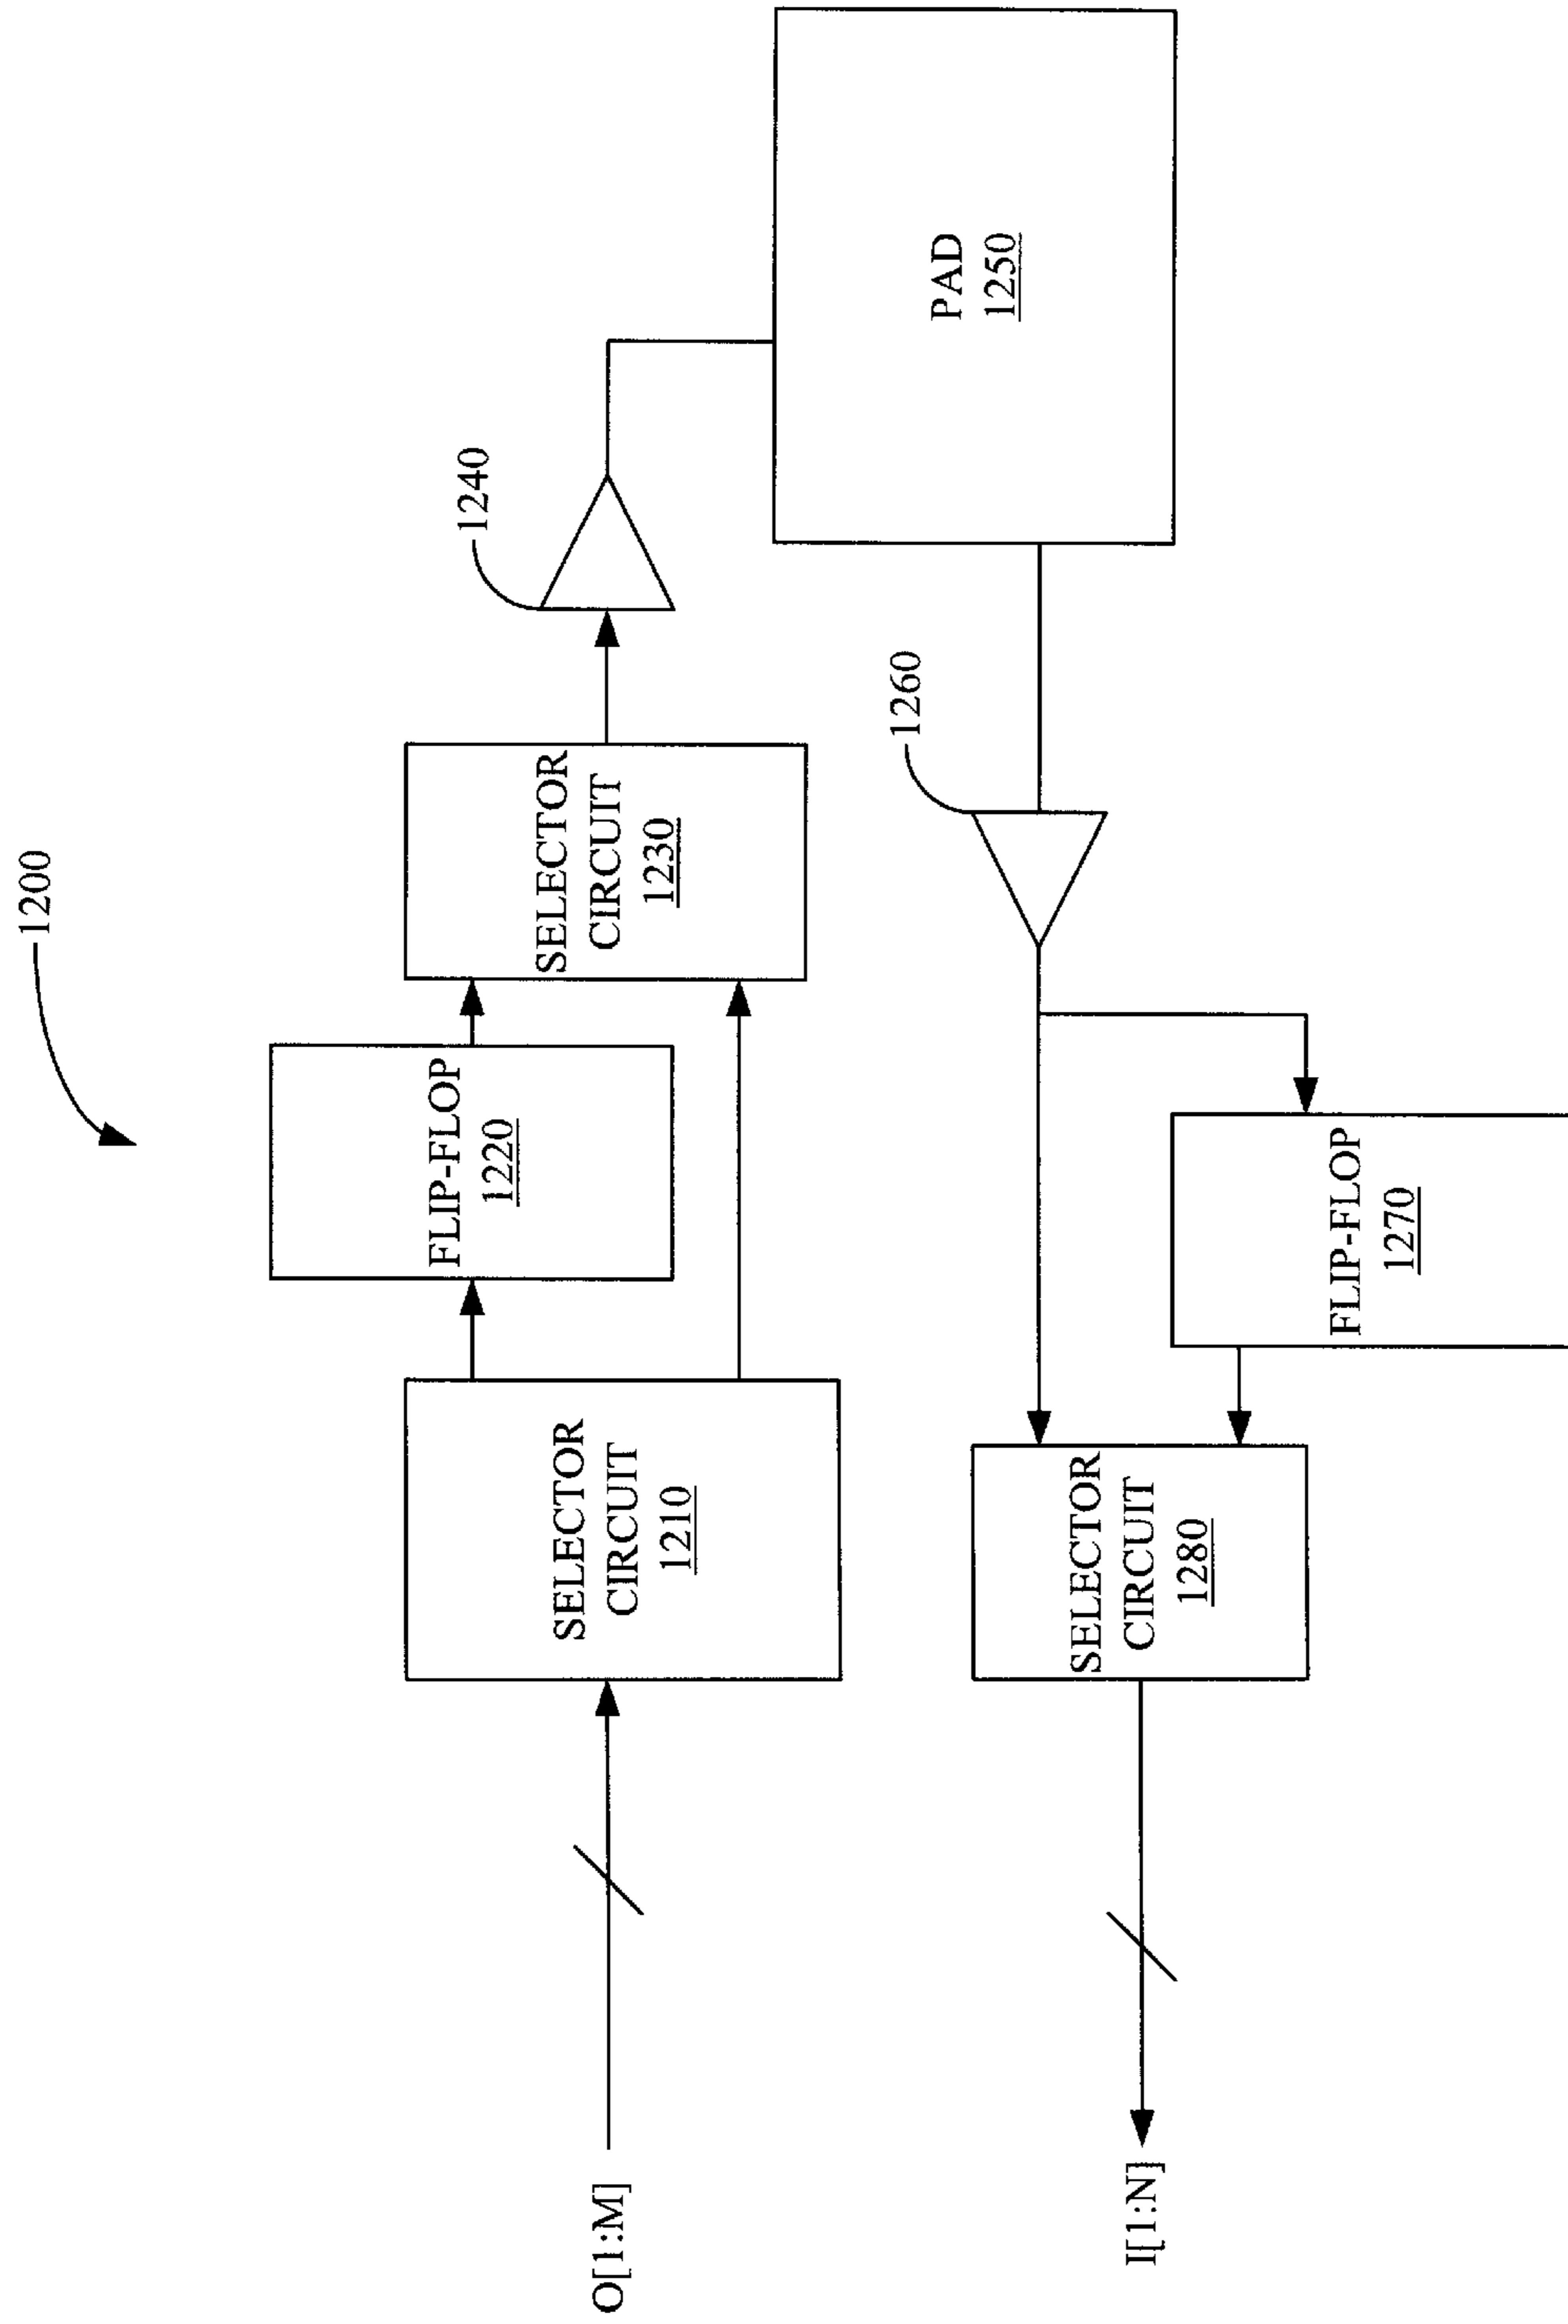 1200
FLIP-FLOP
1220
SELECTOR
CIRCUIT
1210
SELECTOR
CIRCUIT
1230
1240
O[1:M]
PAD
1250
1260
SELECTOR
CIRCUIT
1280
I[1:N]
FLIP-FLOP
1270